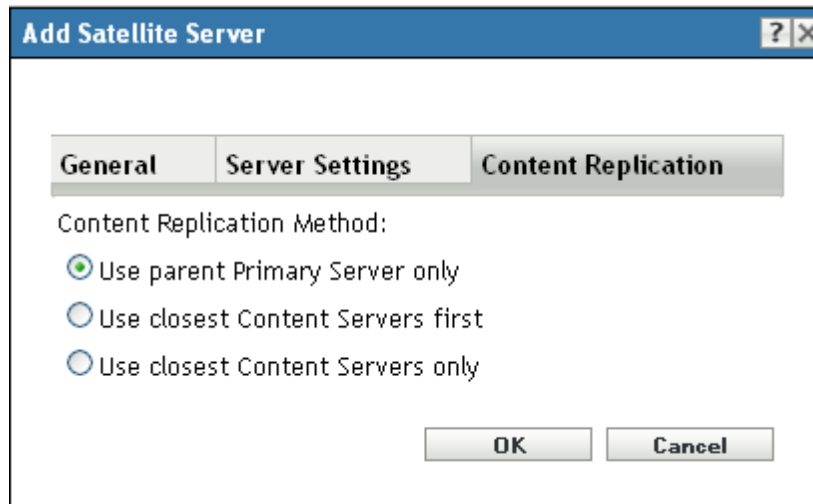 Add Satellite Server ?
General Server Settings Content Replication
Content Replication Method:
Use parent Primary Server only
Use closest Content Servers first
Use closest Content Servers only
OK Cancel